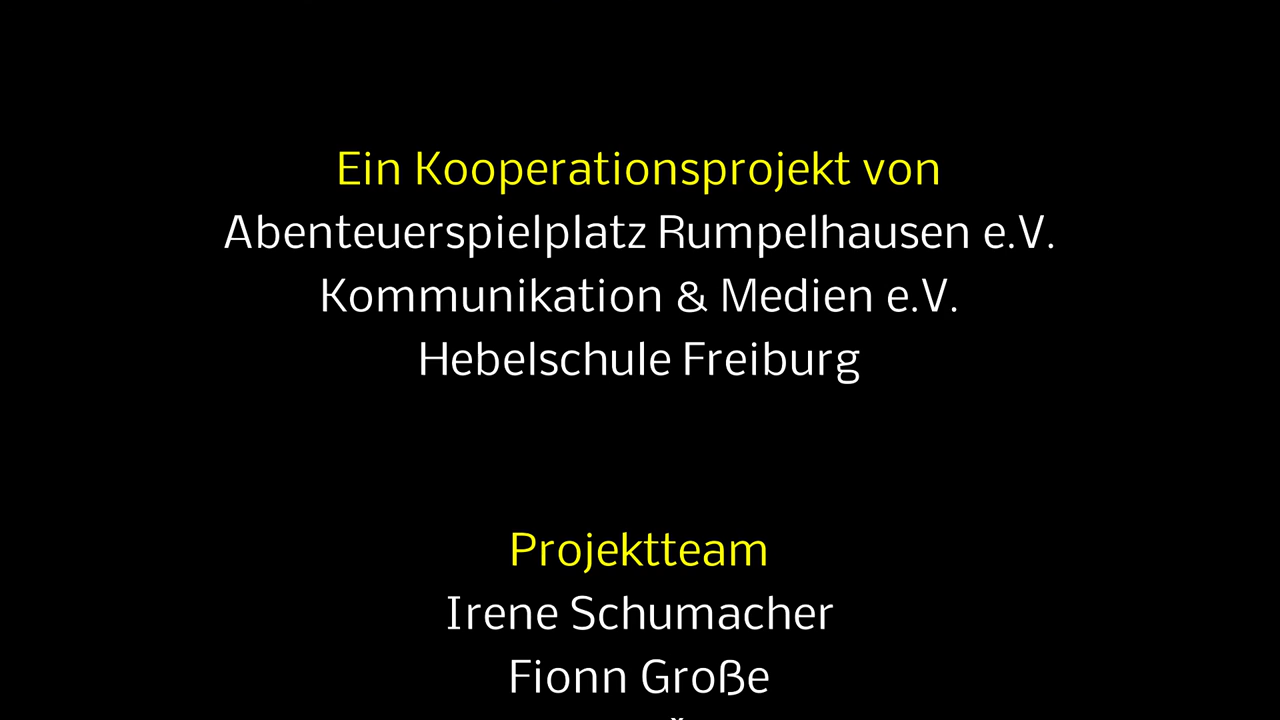 Ein Kooperationsprojekt von
Abenteuerspielplatz Rumpelhausen e.V.
Kommunikation & Medien e.V.
Hebelschule Freiburg
Projektteam
Irene Schumacher
Fionn Große